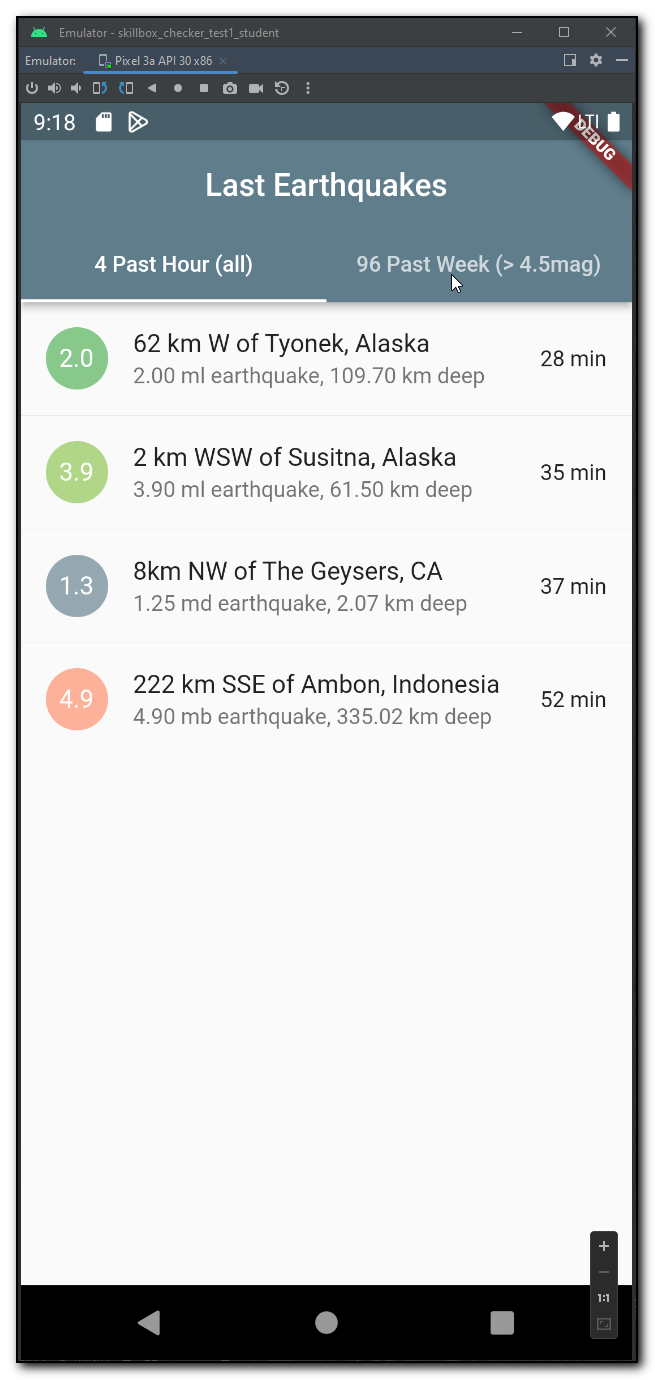 Emulator - skillbox_checker_test1_student
Emulator: Pixel 3a API 30 x86
9:18
DEBUG
Last Earthquakes
4 Past Hour (all) 96 Past Week (> 4.5mag)
2.0 62 km W of Tyonek, Alaska 28 min
2.00 ml earthquake, 109.70 km deep
3.9 2 km WSW of Susitna, Alaska 35 min
3.90 ml earthquake, 61.50 km deep
1.3 8km NW of The Geysers, CA 37 min
1.25 md earthquake, 2.07 km deep
4.9 222 km SSE of Ambon, Indonesia 52 min
4.90 mb earthquake, 335.02 km deep
1:1